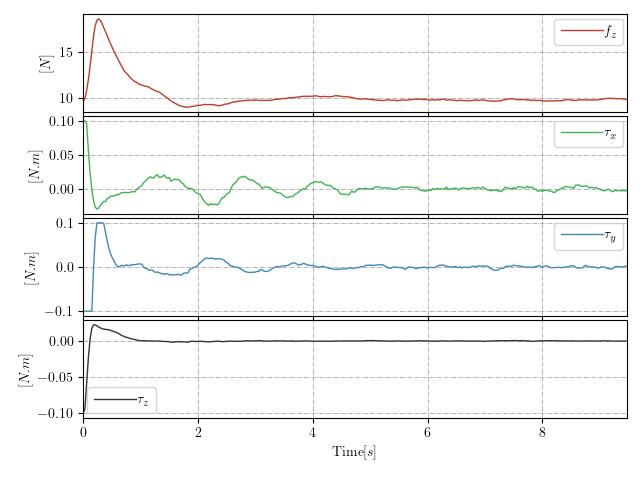 [N]
15
10
f_z
[N.m]
0.10
0.05
0.00
τ_x
[N.m]
0.1
0.0
−0.1
τ_y
[N.m]
0.00
−0.05
−0.10
τ_z
0 2 4 6 8
Time[s]